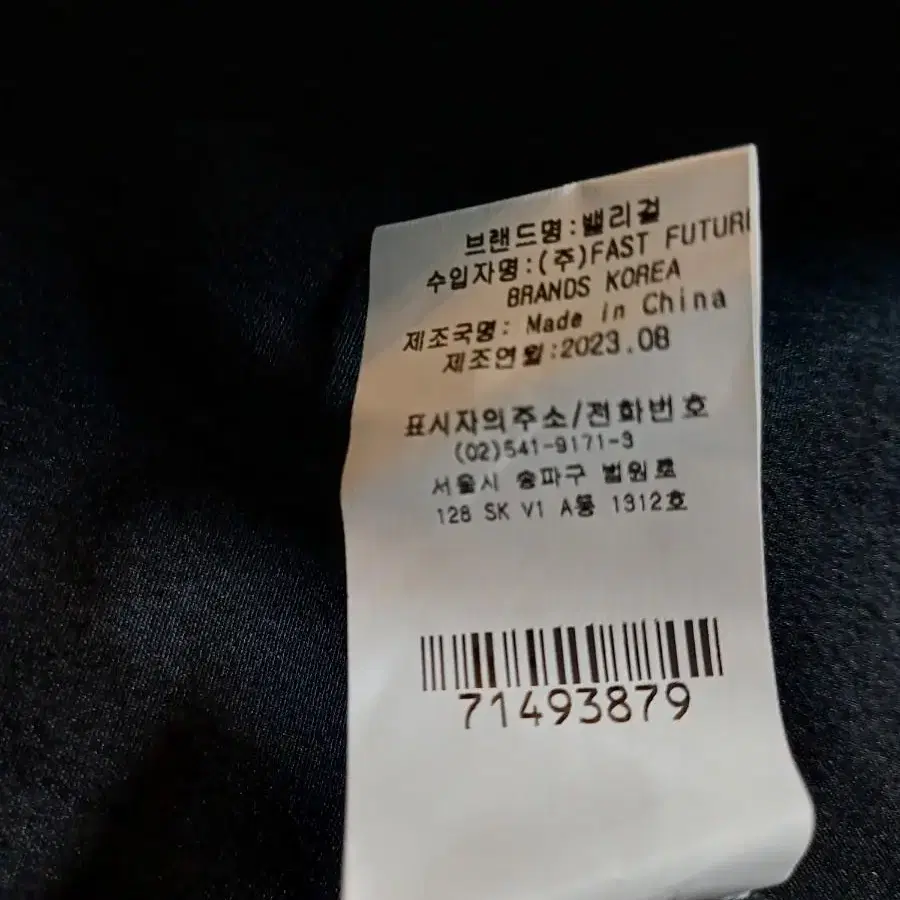 브랜드명:밸리걸
수입자명:(주)FAST FUTURE
BRANDS KOREA
제조국명: Made in China
제조연월:2023.08
표시자의주소/전화번호
(02)541-9171-3
서울시 송파구 법원로
128 SK V1 A동 1312호
71493879